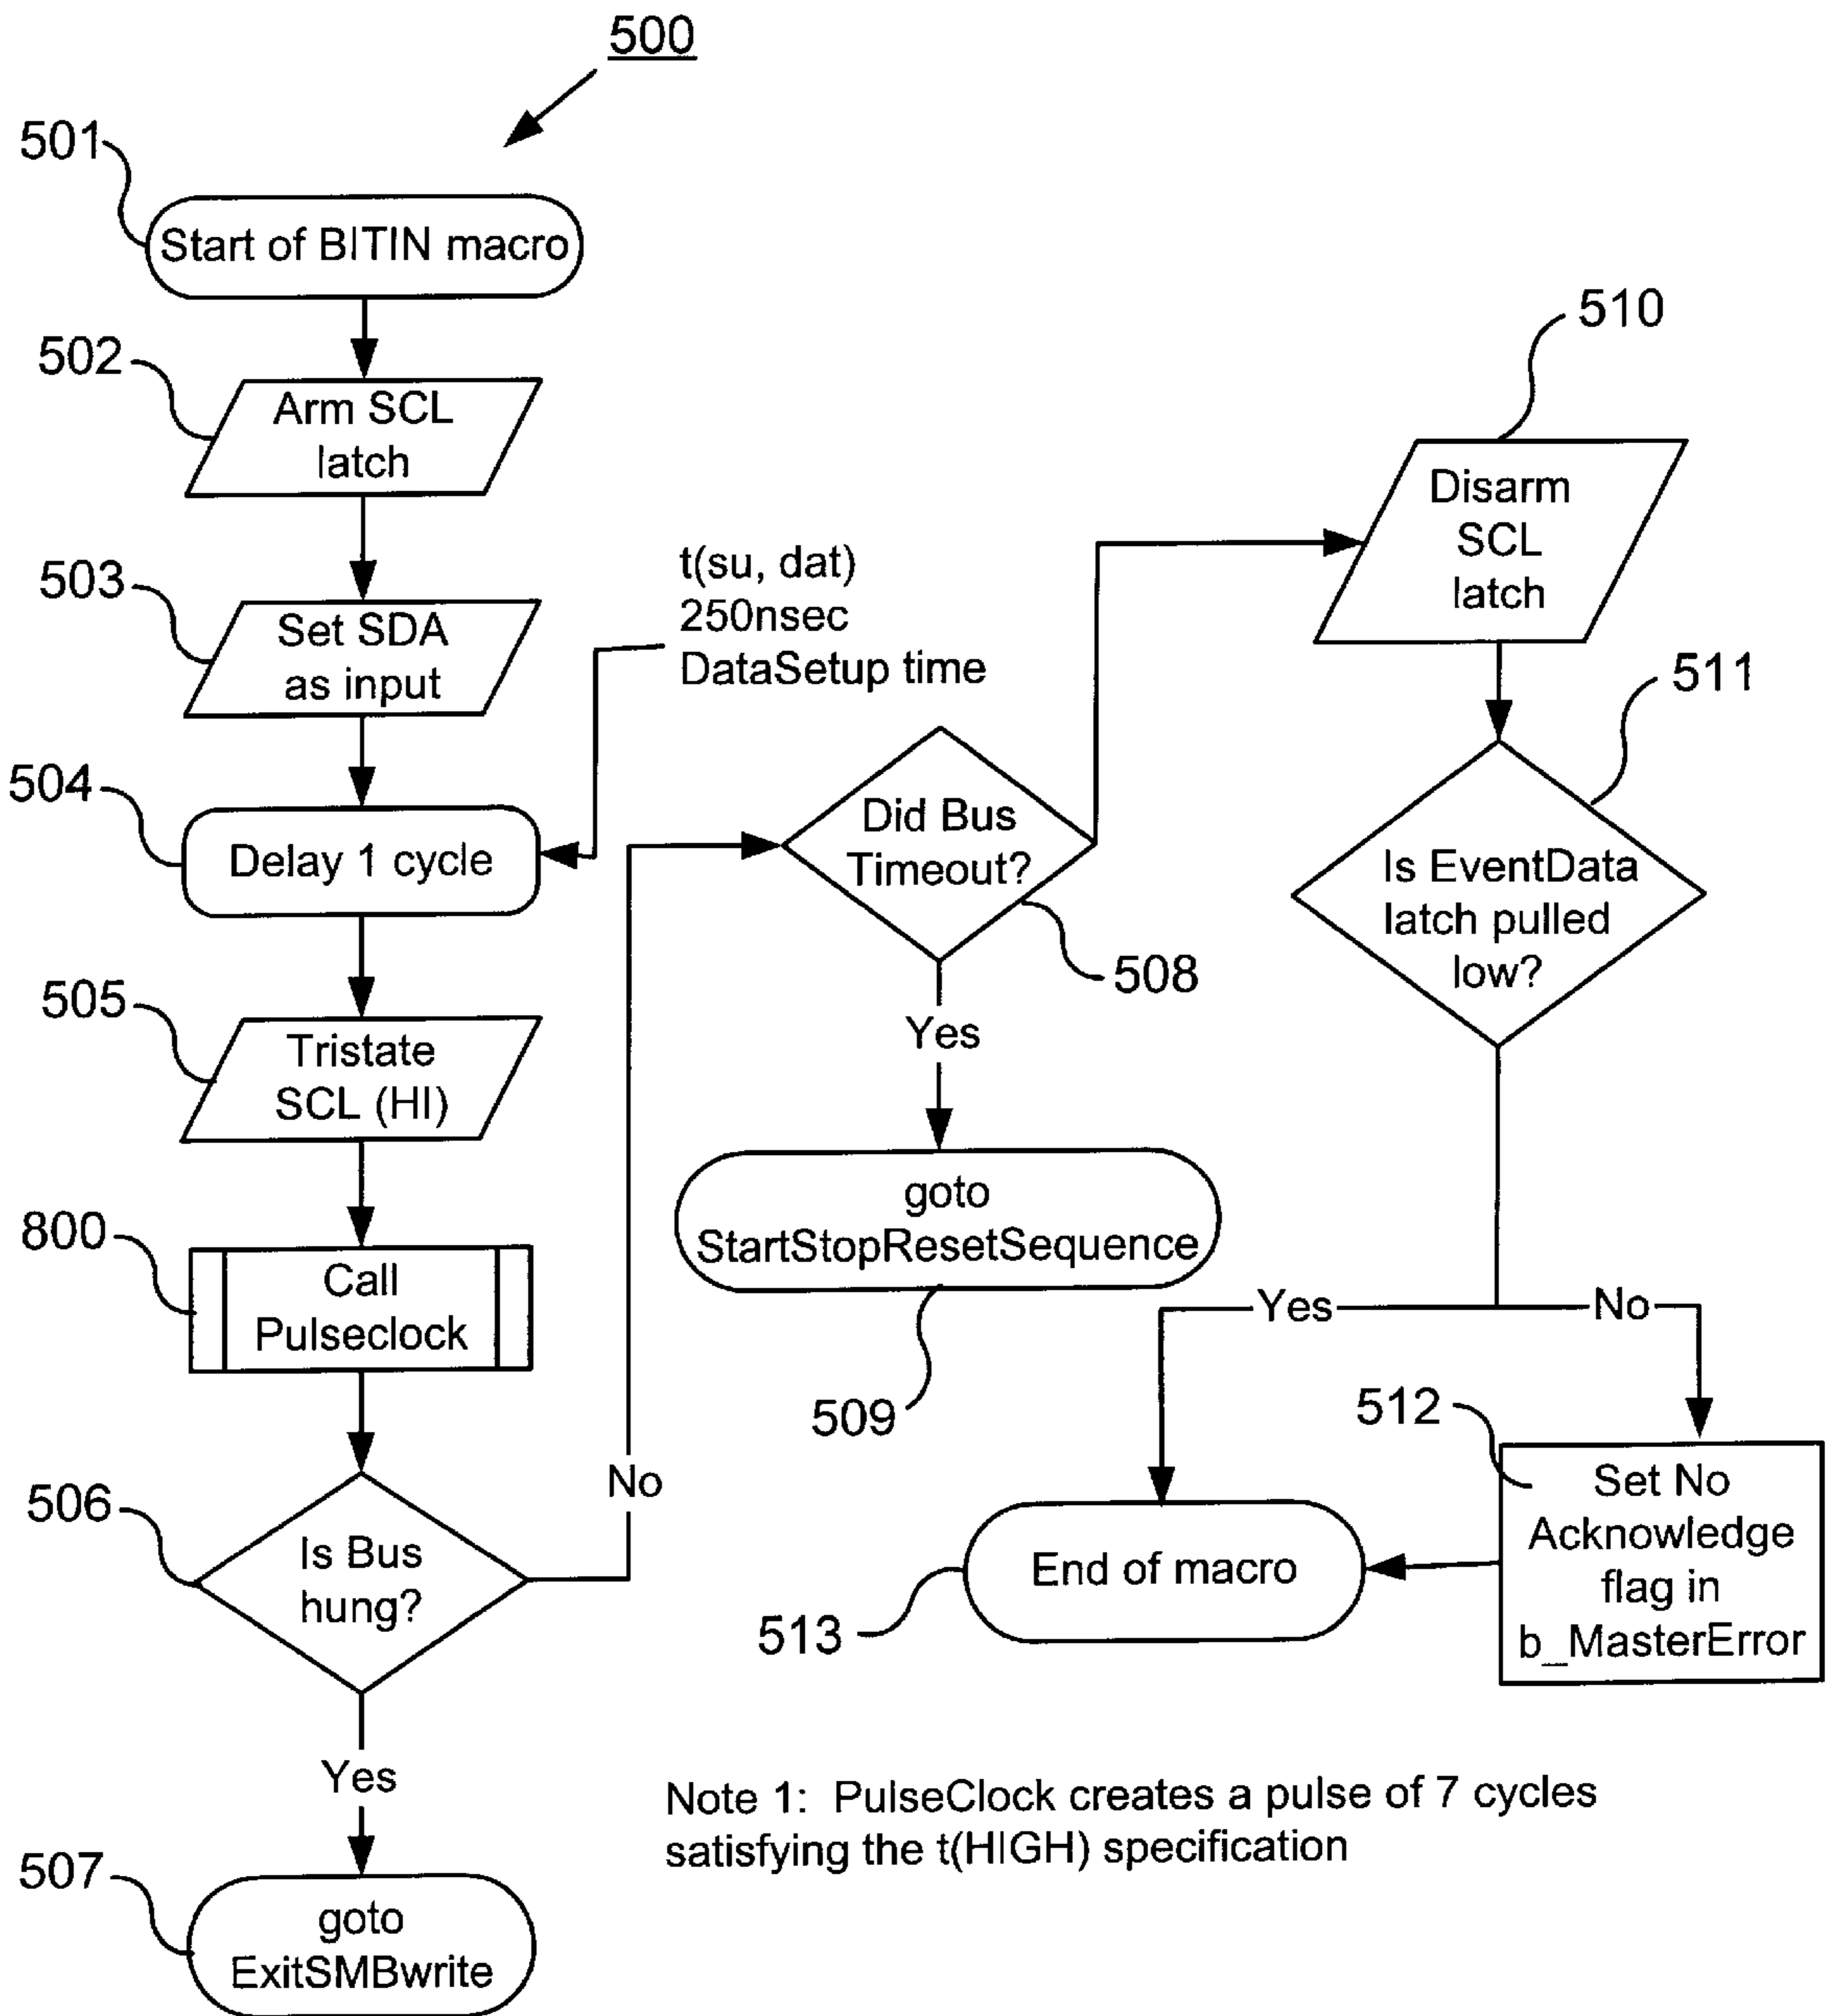 500
501
Start of BITIN macro
502
Arm SCL
latch
503
Set SDA
as input
t(su, dat)
250nsec
DataSetup time
504
Delay 1 cycle
505
Tristate
SCL (HI)
800
Call
Pulseclock
506
Is Bus
hung?
No
Yes
507
goto
ExitSMBwrite
Did Bus
Timeout?
508
Yes
goto
StartStopResetSequence
509
510
Disarm
SCL
latch
511
Is EventData
latch pulled
low?
Yes
No
512
Set No
Acknowledge
flag in
b_MasterError
End of macro
513
Note 1: PulseClock creates a pulse of 7 cycles
satisfying the t(HIGH) specification